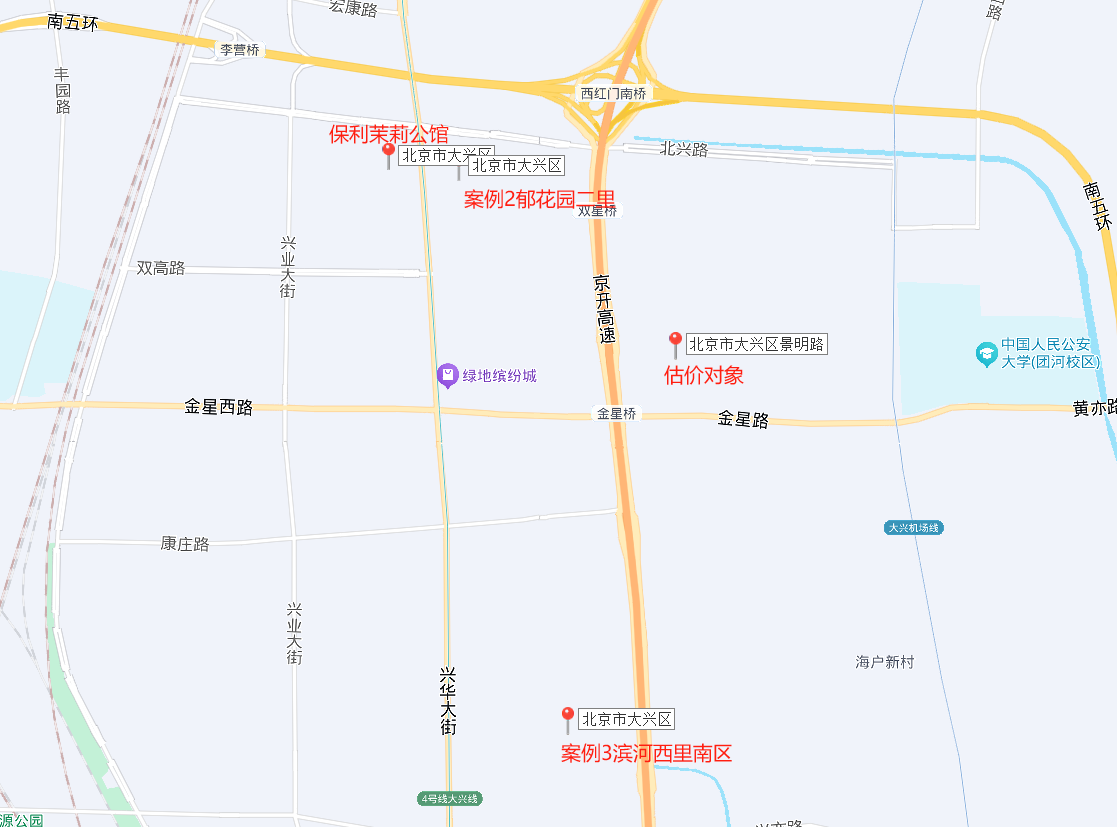 宏康路
南五环
李营桥
丰园路
西红门南桥
保利茉莉公馆
北京市大兴区
北京市大兴区
北兴路
案例2郁花园二里
双星桥
南五环
兴业大街
双高路
京开高速
北京市大兴区景明路
估价对象
中国人民公安
大学(团河校区)
绿地缤纷城
金星西路
金星桥
金星路
黄亦路
康庄路
大兴机场线
兴业大街
海户新村
兴华大街
北京市大兴区
案例3滨河西里南区
4号线大兴线
源公园